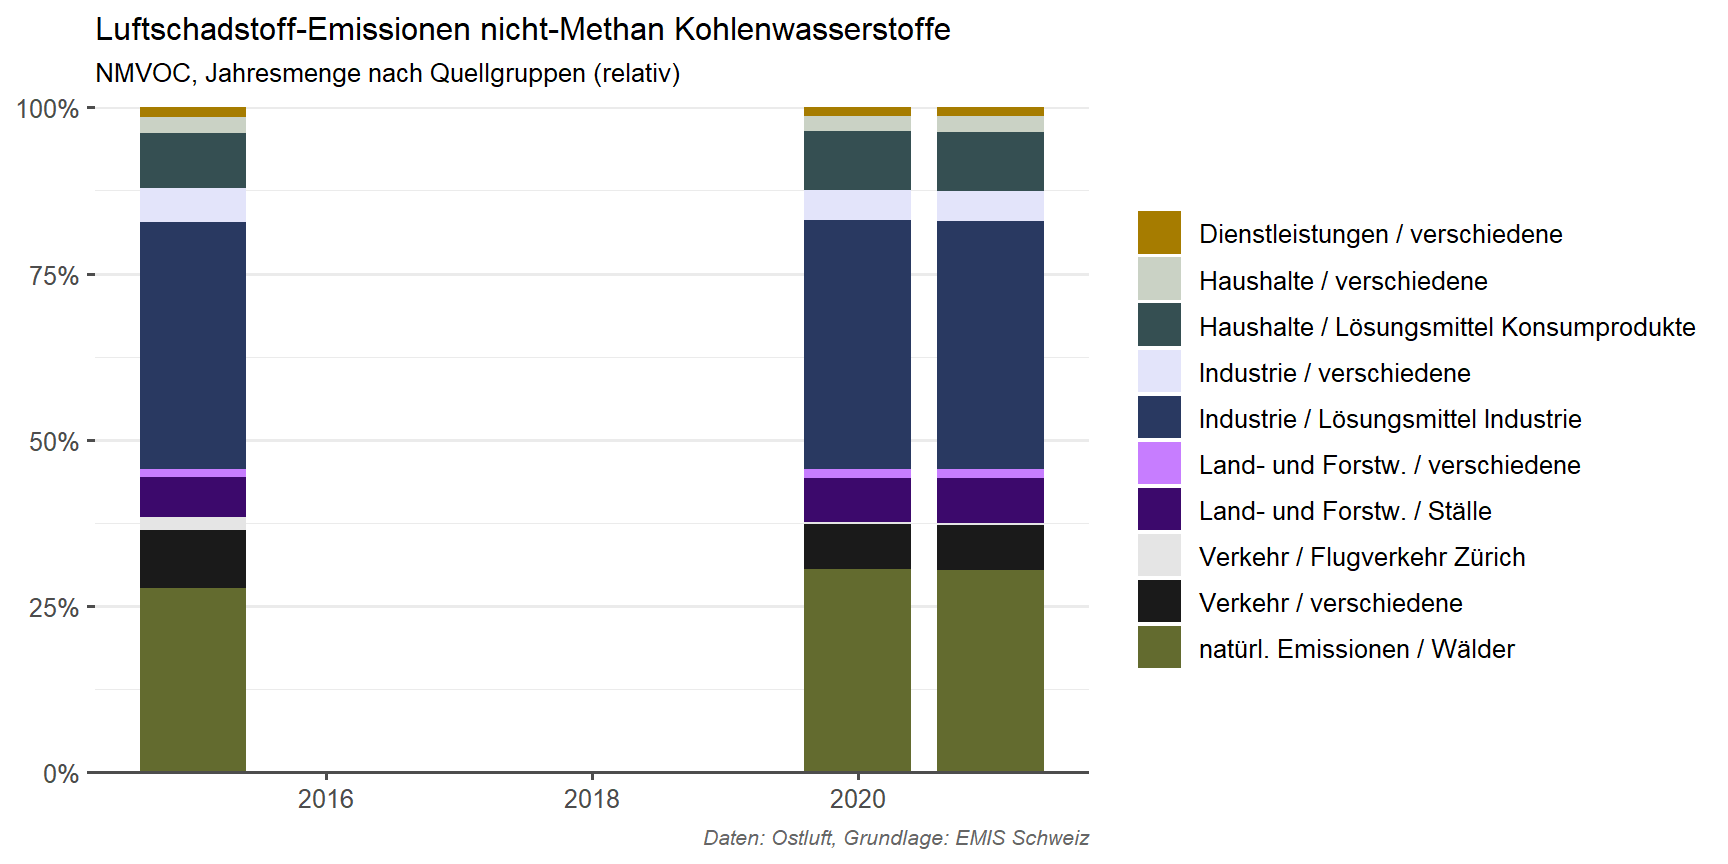 Luftschadstoff-Emissionen nicht-Methan Kohlenwasserstoffe
NMVOC, Jahresmenge nach Quellgruppen (relativ)
100%
75%
50%
25%
0%
2016
2018
2020
Dienstleistungen / verschiedene
Haushalte / verschiedene
Haushalte / Lösungsmittel Konsumprodukte
Industrie / verschiedene
Industrie / Lösungsmittel Industrie
Land- und Forstw. / verschiedene
Land- und Forstw. / Ställe
Verkehr / Flugverkehr Zürich
Verkehr / verschiedene
natürl. Emissionen / Wälder
Daten: Ostluft, Grundlage: EMIS Schweiz